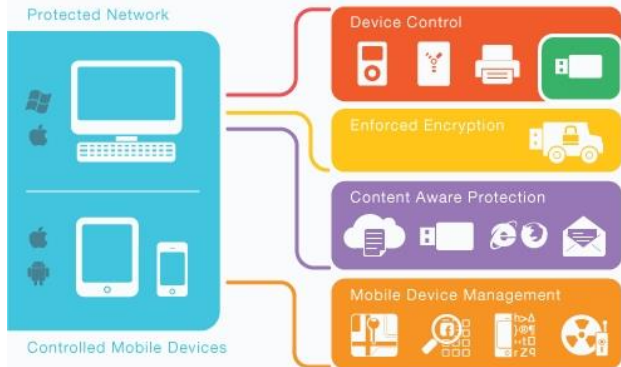 Protected Network
Device Control
Enforced Encryption
Content Aware Protection
Mobile Device Management
Controlled Mobile Devices